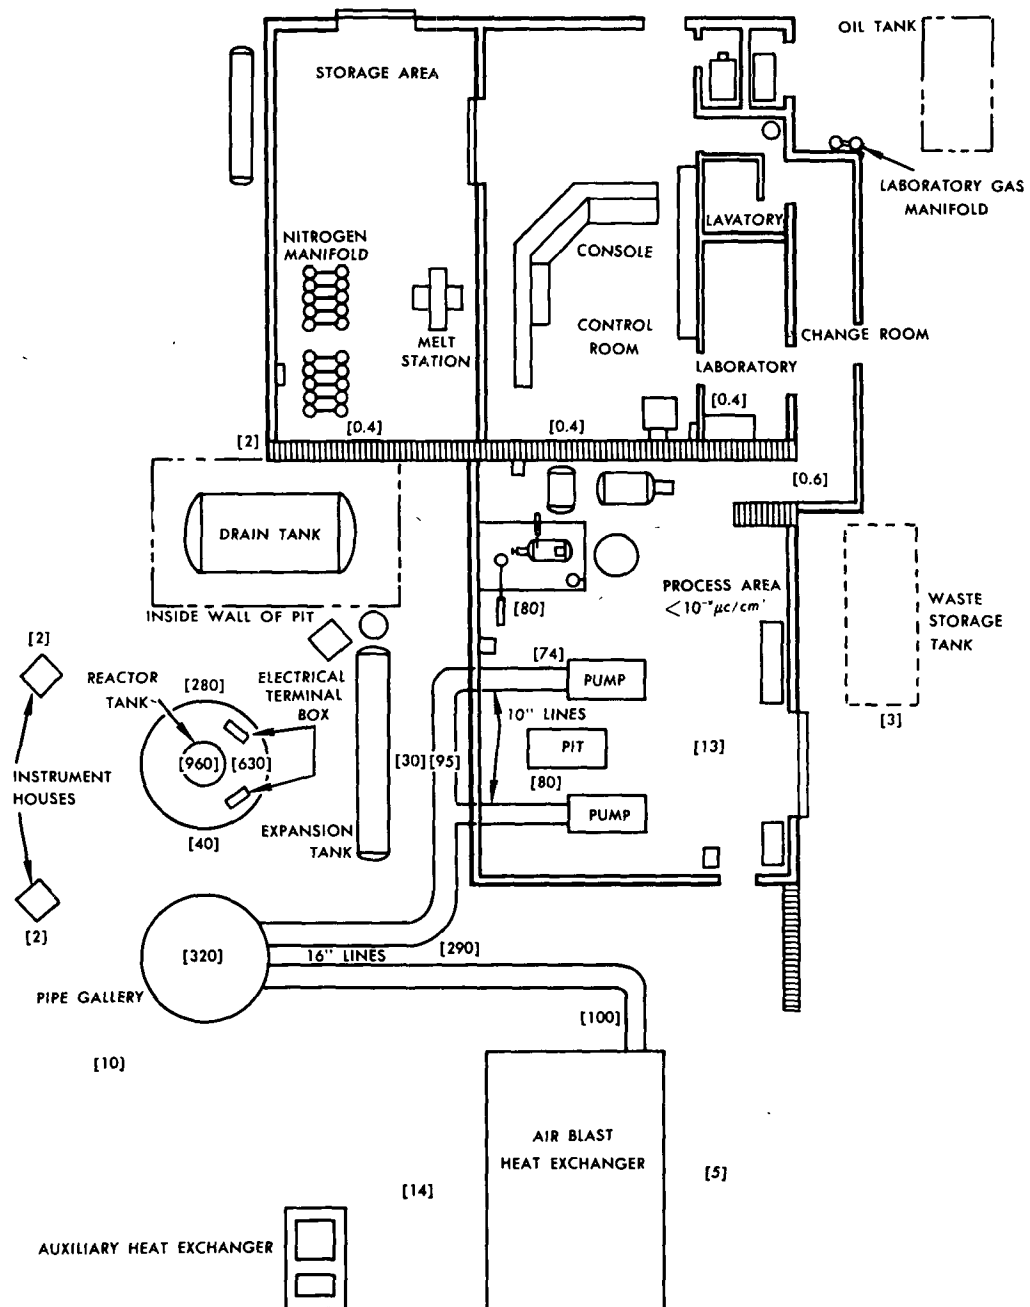 OIL TANK
STORAGE AREA
LABORATORY GAS
MANIFOLD
LAVATORY
NITROGEN
MANIFOLD
CONSOLE
CONTROL
ROOM
CHANGE ROOM
MELT
STATION
LABORATORY
[0.4]
[2]
[0.4]
[0.4]
[0.6]
DRAIN TANK
PROCESS AREA
WASTE
STORAGE
TANK
INSIDE WALL OF PIT
[80]
[2]
REACTOR
TANK
[280]
ELECTRICAL
TERMINAL
BOX
[74]
PUMP
10" LINES
[3]
PIT
[13]
[960]
[630]
[30]
[95]
INSTRUMENT
HOUSES
[80]
PUMP
EXPANSION
TANK
[40]
[2]
[320]
16" LINES
[290]
PIPE GALLERY
[100]
[10]
AIR BLAST
HEAT EXCHANGER
[5]
[14]
AUXILIARY HEAT EXCHANGER